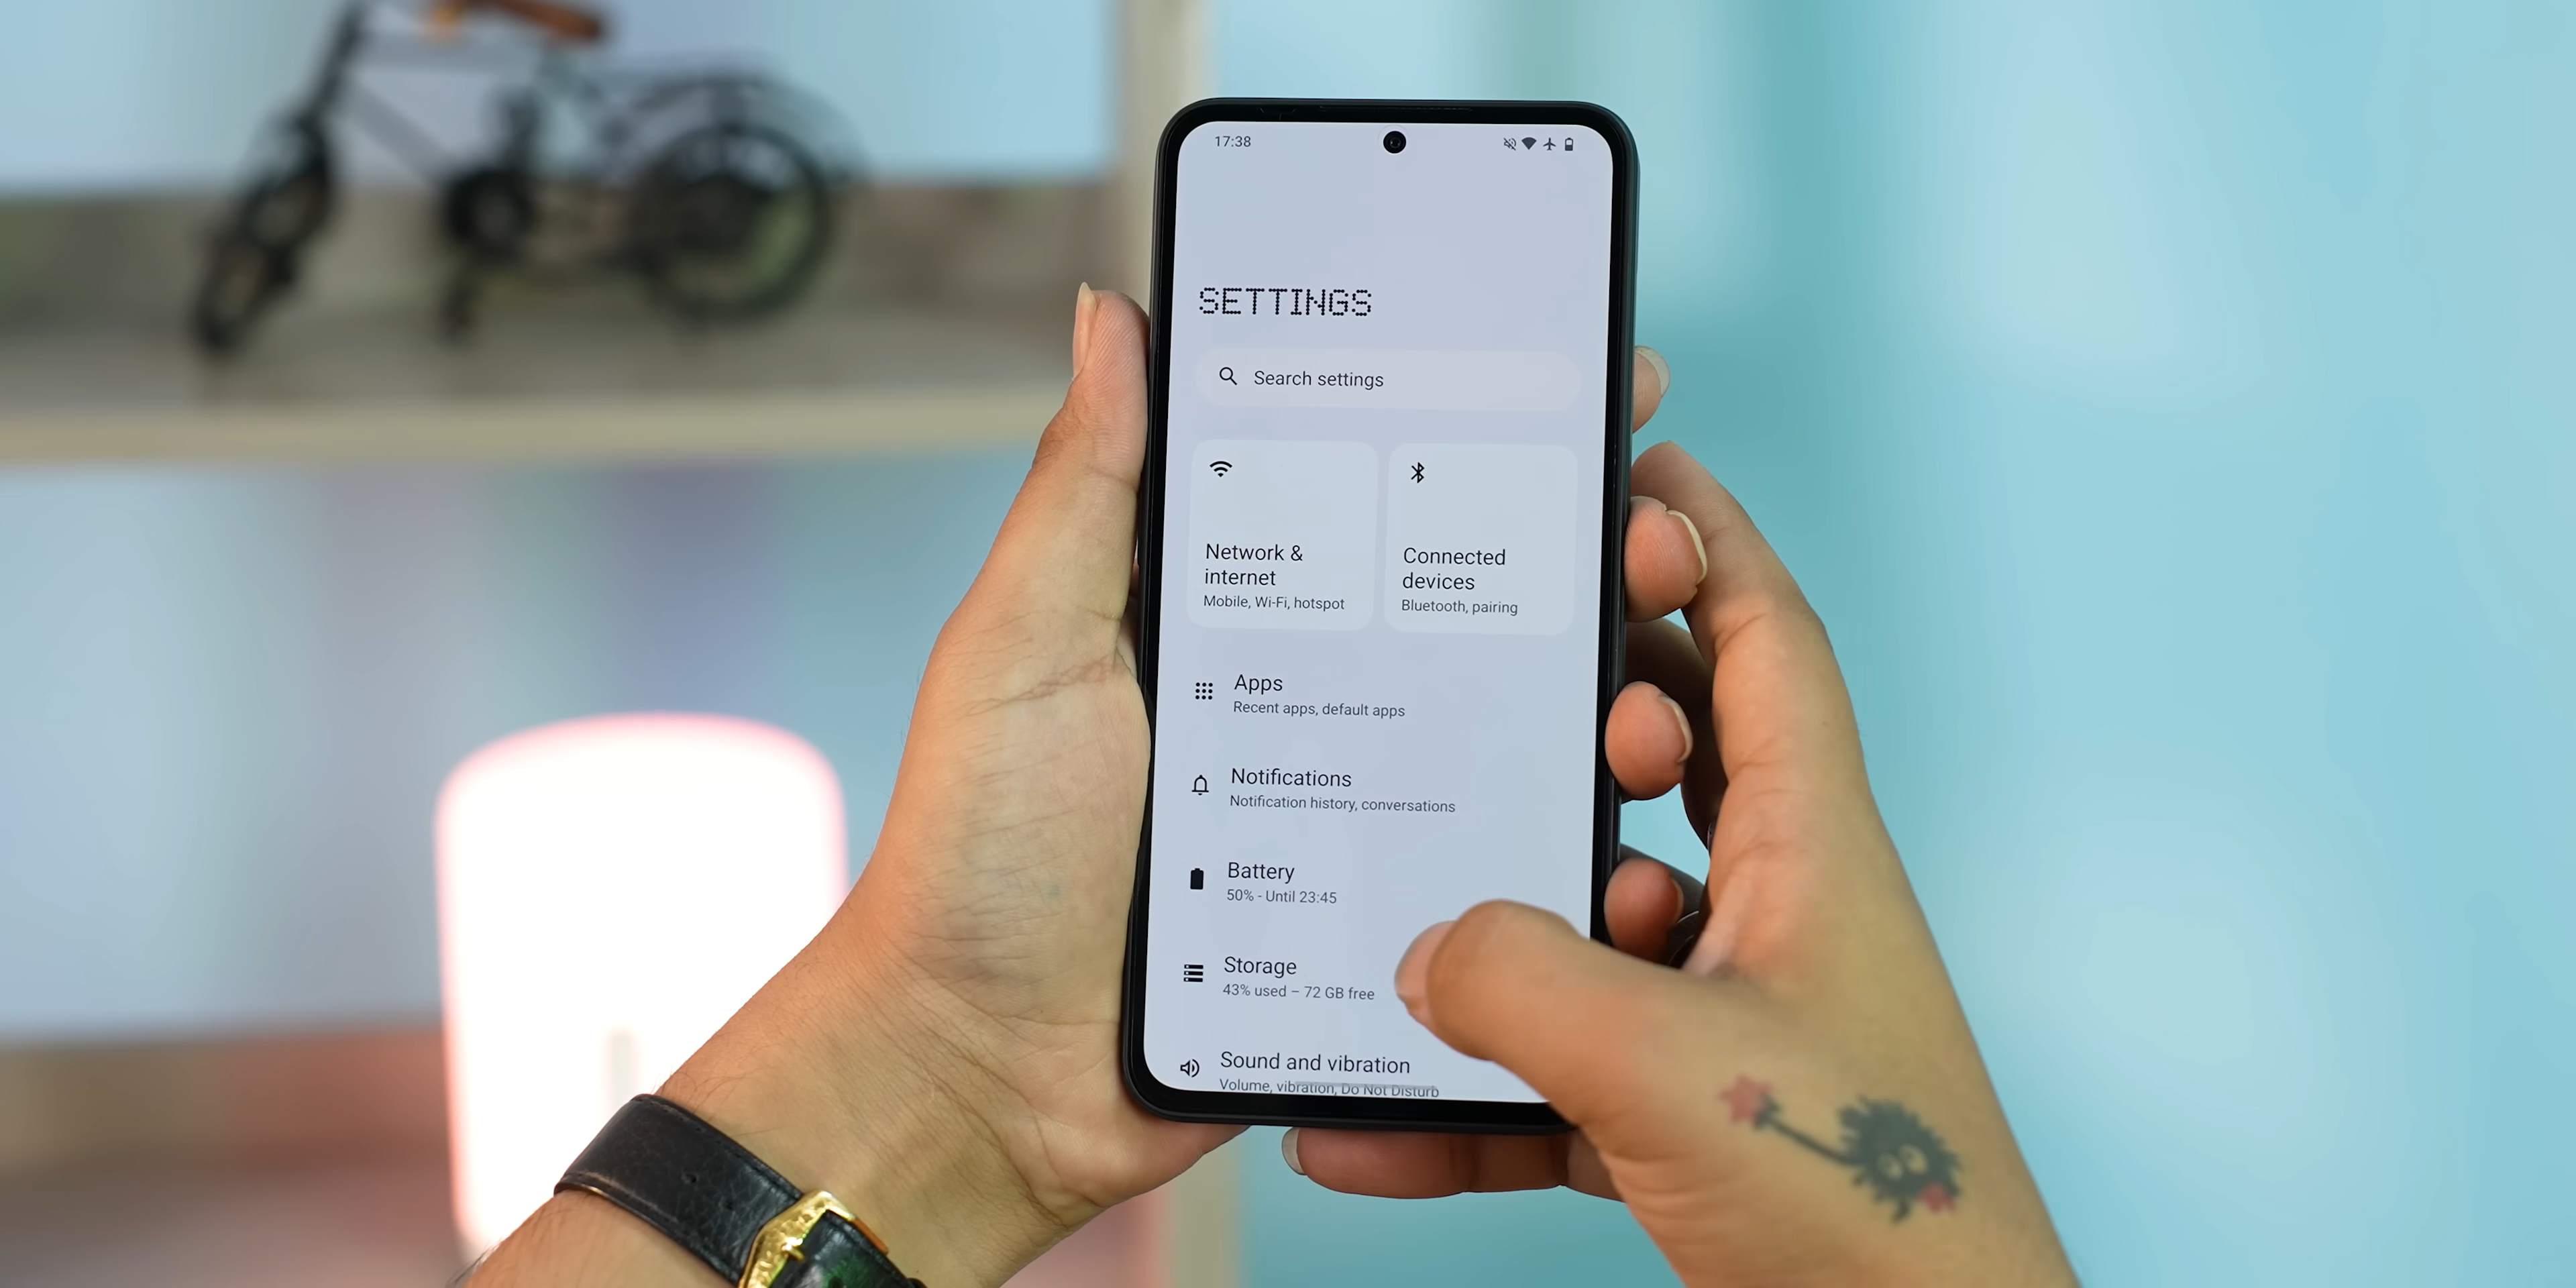 17:38
SETTINGS
Search settings
Network &
internet
Mobile, Wi-Fi, hotspot
Connected
devices
Bluetooth, pairing
Apps
Recent apps, default apps
Notifications
Notification history, conversations
Battery
50% - Until 23:45
Storage
43% used – 72 GB free
Sound and vibration
Volume, vibration, Do Not Disturb